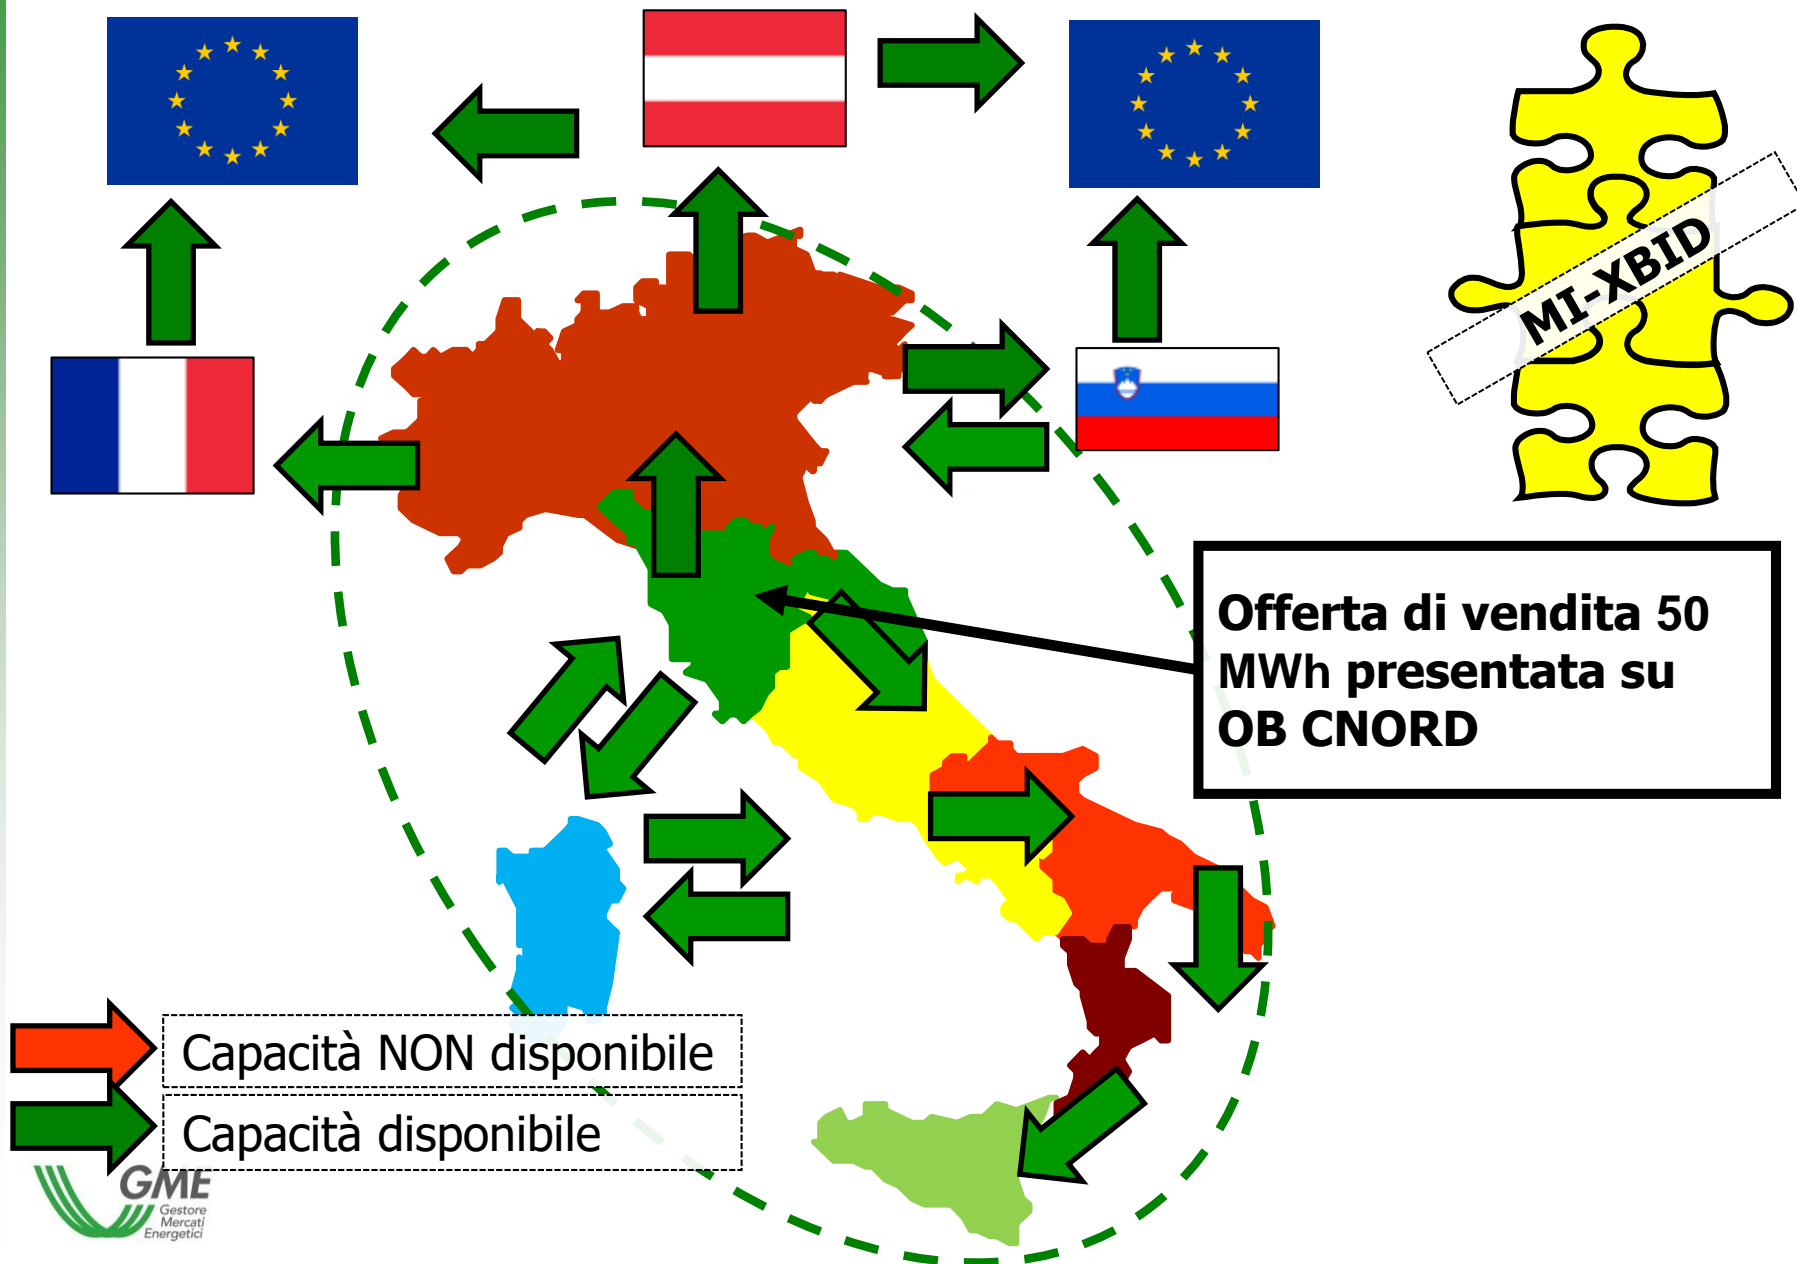 MI-XBID
Offerta di vendita 50
MWh presentata su
OB CNORD
Capacità NON disponibile
Capacità disponibile
GME
Gestore
Mercati
Energetici